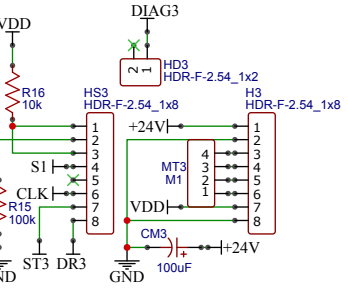 DIAG3
VDD
HD3
HDR-F-2.54_1x2
2 1
R16
10k
HS3
HDR-F-2.54_1x8
H3
HDR-F-2.54_1x8
1
2
3
4
5
6
7
8
S1
CLK
R15
100k
ST3
DR3
+24V
MT3
M1
4
3
2
1
VDD
1
2
3
4
5
6
7
8
CM3
100uF
+24V
GND
ND